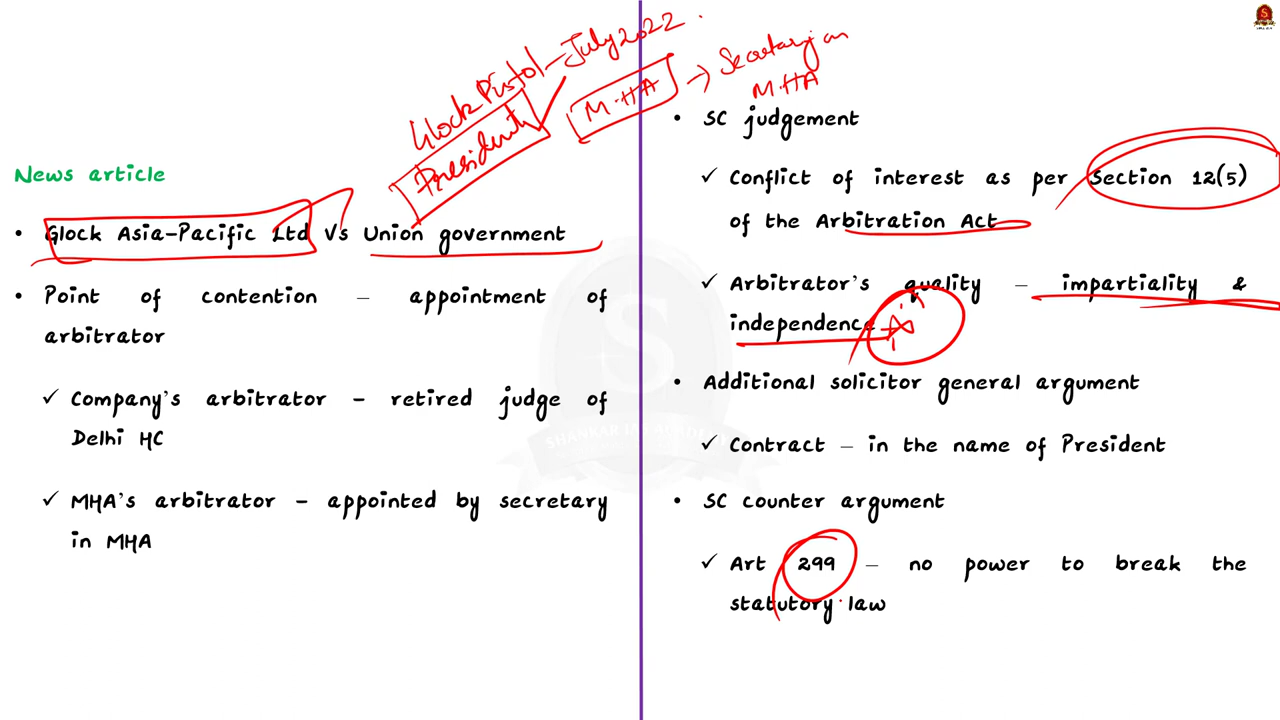 Glock Pistol - July 2022.
President
M.HA → Secretary in
M.HA
News article
• Glock Asia-Pacific Ltd Vs Union government
• Point of contention – appointment of
arbitrator
✓ Company's arbitrator – retired judge of
Delhi HC
✓ MHA's arbitrator – appointed by secretary
in MHA
• SC judgement
✓ Conflict of interest as per Section 12(5)
of the Arbitration Act
✓ Arbitrator's quality – impartiality &
independence
• Additional solicitor general argument
✓ Contract – in the name of President
• SC counter argument
✓ Art 299 – no power to break the
statutory law
SHANKAR IAS ACADEMY